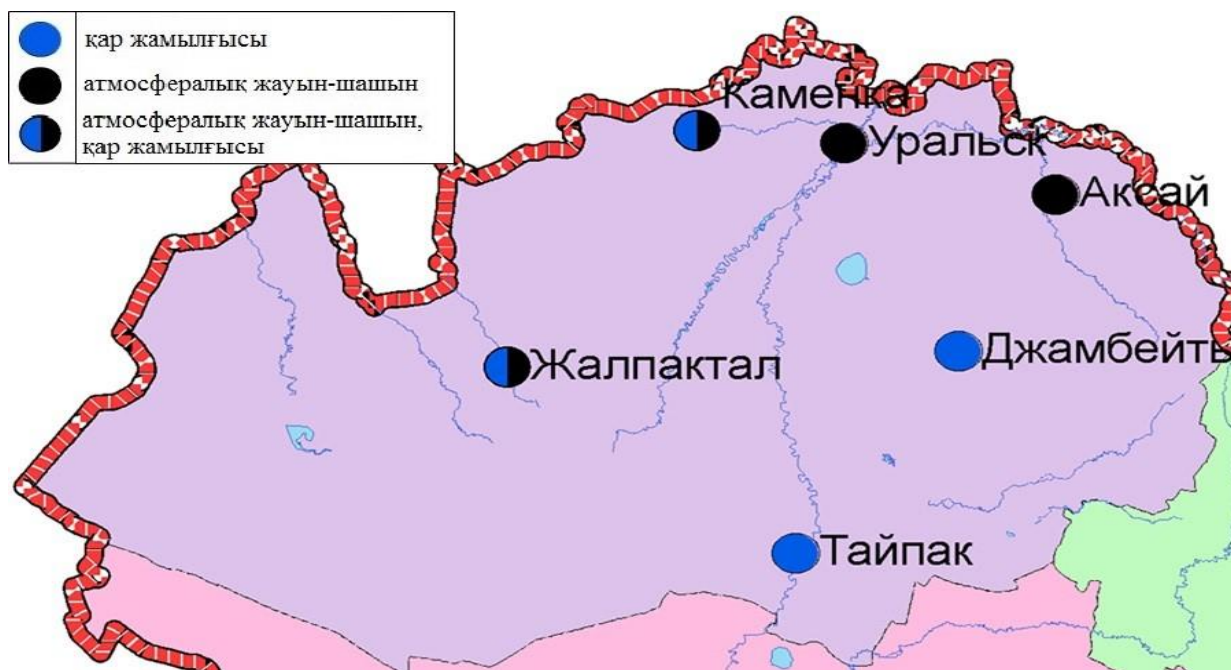 қар жамылғысы
атмосфералық жауын-шашын
атмосфералық жауын-шашын,
қар жамылғысы
Каменка
Уральск
Аксай
Джамбейты
Жалпактал
Тайпак